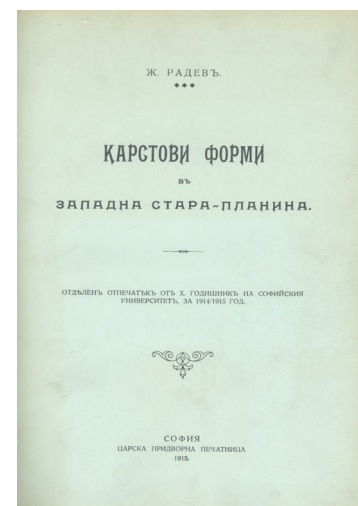 Ж. РАДЕВЪ.
КАРСТОВИ ФОРМИ
ВЪ
ЗАПАДНА СТАРА-ПЛАНИНА.
ОТДѢЛЕНЪ ОТПЕЧАТЪКЪ ОТЪ X. ГОДИШНИКЪ НА СОФИЙСКИЯ
УНИВЕРСИТЕТЪ, ЗА 1914/1915 ГОД.
СОФИЯ
ЦАРСКА ПРИДВОРНА ПЕЧАТНИЦА
1915.